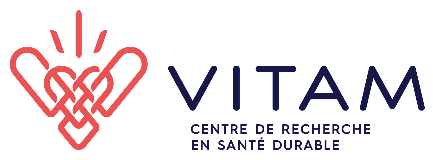 VITAM
CENTRE DE RECHERCHE
EN SANTÉ DURABLE